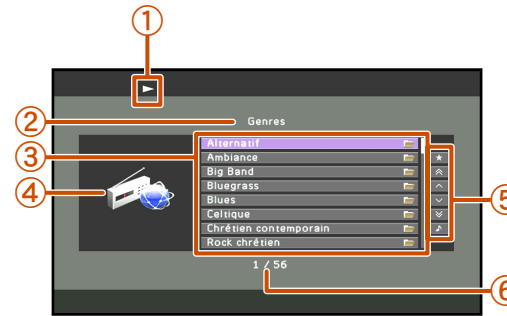 ①
② Genres
③ Alternatif
Ambiance
④ Big Band
Bluegrass
Blues
⑤ Celtique
Chrétien contemporain
Rock chrétien
1 / 56
⑥